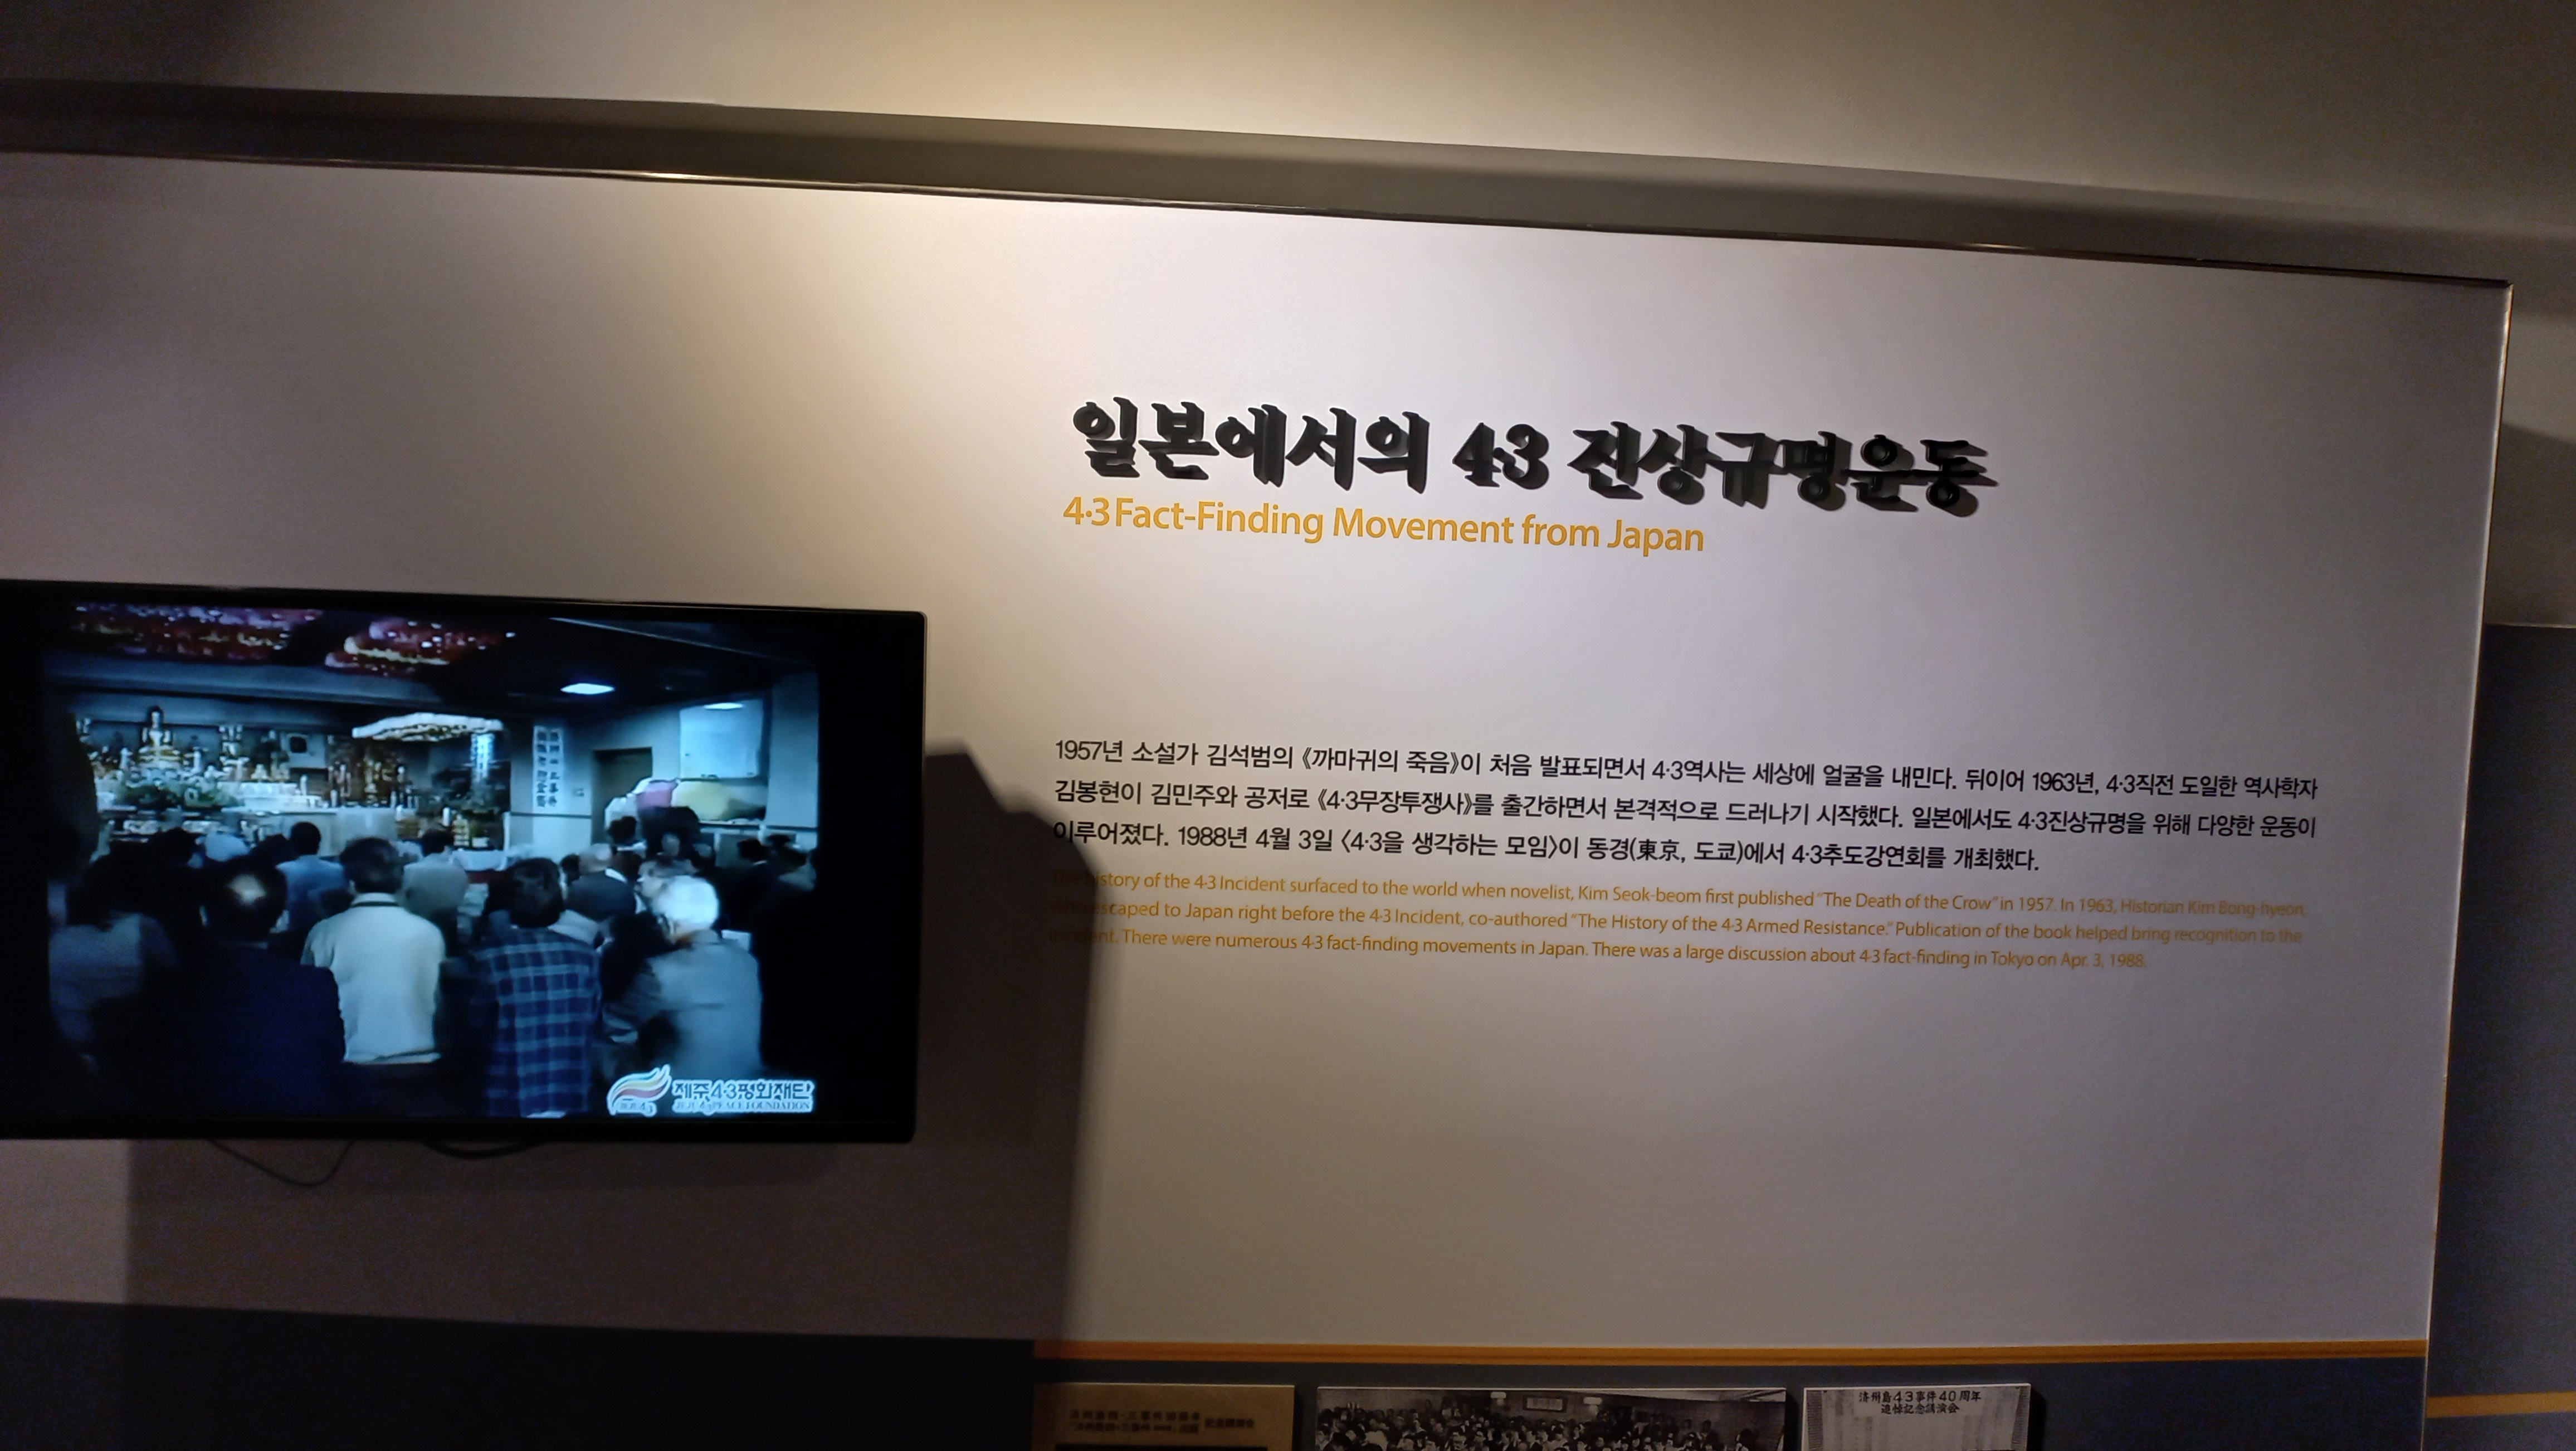 일본에서의 4·3 진상규명운동
4·3 Fact-Finding Movement from Japan
1957년 소설가 김석범의 《까마귀의 죽음》이 처음 발표되면서 4·3역사는 세상에 얼굴을 내민다. 뒤이어 1963년, 4·3직전 도일한 역사학자
김봉현이 김민주와 공저로 《4·3무장투쟁사》를 출간하면서 본격적으로 드러나기 시작했다. 일본에서도 4·3진상규명을 위해 다양한 운동이
이루어졌다. 1988년 4월 3일 〈4·3을 생각하는 모임〉이 동경(東京, 도쿄)에서 4·3추도강연회를 개최했다.
The history of the 4·3 Incident surfaced to the world when novelist, Kim Seok-beom first published "The Death of the Crow" in 1957. In 1963, Historian Kim Bong-hyeon,
who escaped to Japan right before the 4·3 Incident, co-authored "The History of the 4·3 Armed Resistance." Publication of the book helped bring recognition to the
incident. There were numerous 4·3 fact-finding movements in Japan. There was a large discussion about 4·3 fact-finding in Tokyo on Apr. 3, 1988.
제주4·3평화재단
JEJU 4·3 PEACE FOUNDATION
済州島4·3事件40周年
追悼記念講演会